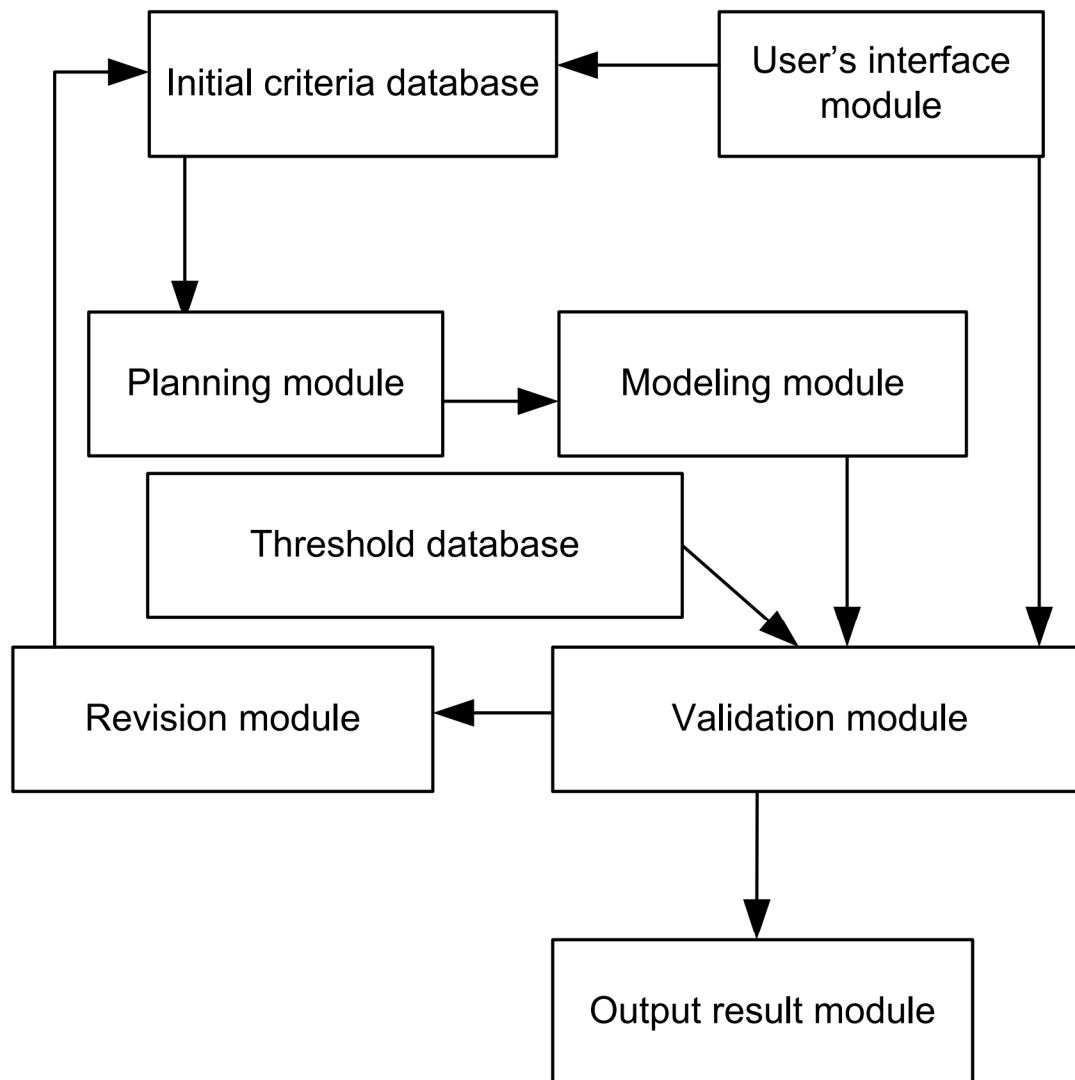 Initial criteria database
User's interface
module
Planning module
Modeling module
Threshold database
Revision module
Validation module
Output result module